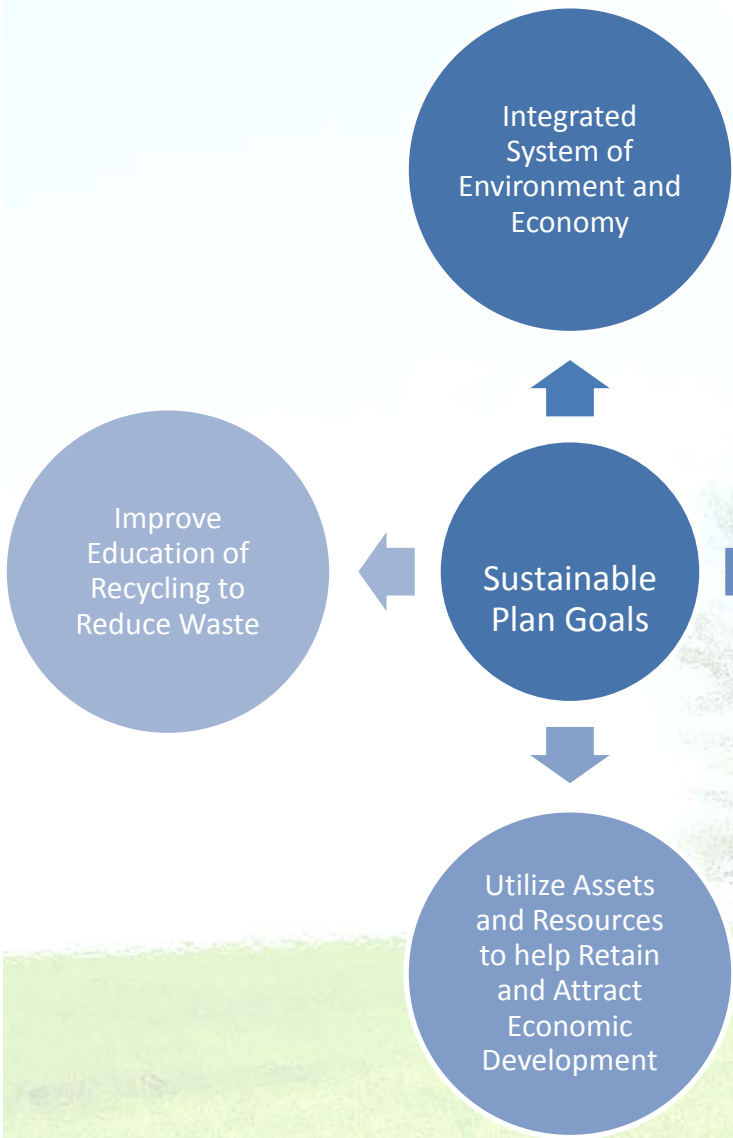 Integrated
System of
Environment and
Economy
Improve
Education of
Recycling to
Reduce Waste
Sustainable
Plan Goals
Utilize Assets
and Resources
to help Retain
and Attract
Economic
Development